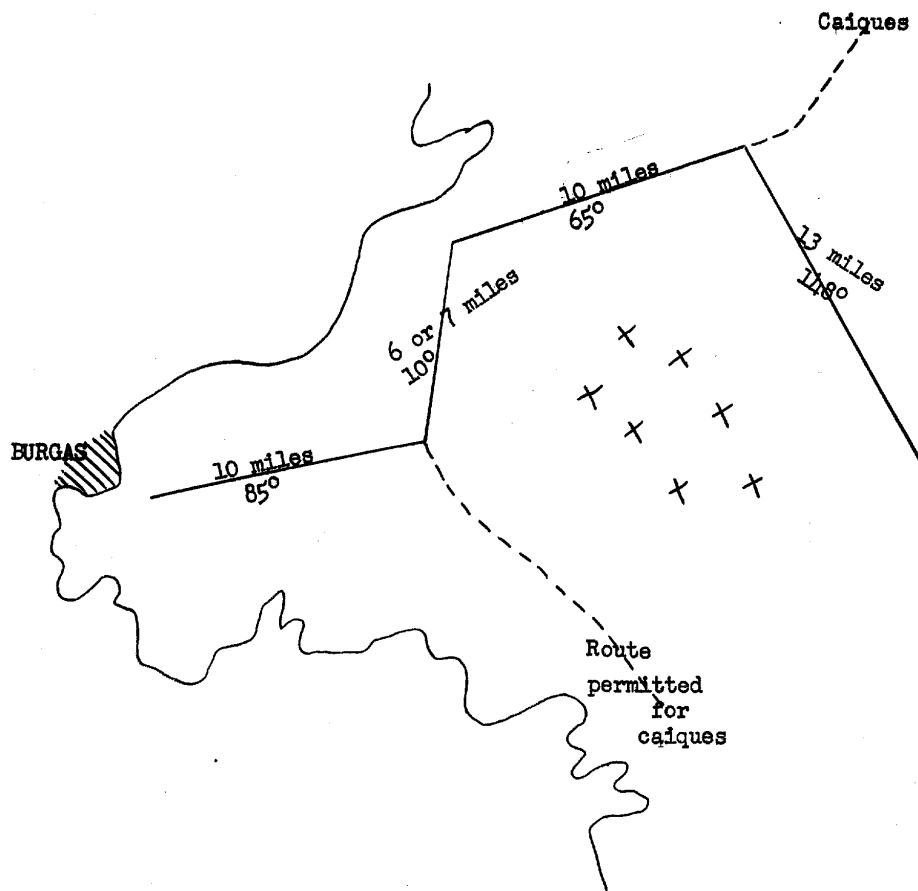 Caiques
10 miles
65°
13 miles
148°
6 or 7 miles
10°
BURGAS
10 miles
85°
Route
permitted
for
caiques